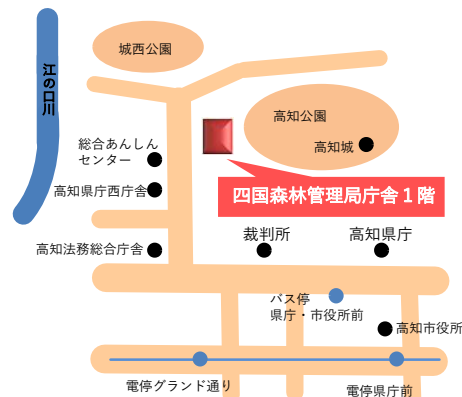 城西公園
江の口川
高知公園
高知城
総合あんしん
センター
高知県庁西庁舎
四国森林管理局庁舎１階
裁判所
高知県庁
高知法務総合庁舎
バス停
県庁・市役所前
高知市役所
電停グランド通り
電停県庁前